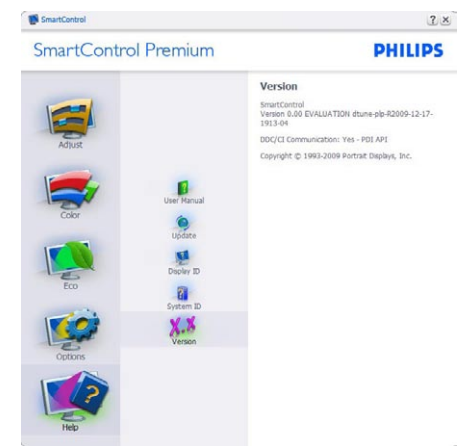 SmartControl
SmartControl Premium
PHILIPS
Adjust
Color
Eco
Options
Help
User Manual
Update
Display ID
System ID
X.X
Version
Version
SmartControl
Version 0.00 EVALUATION dtune-plp-R2009-12-17-
1913-04
DDC/CI Communication: Yes - PDI API
Copyright © 1993-2009 Portrait Displays, Inc.